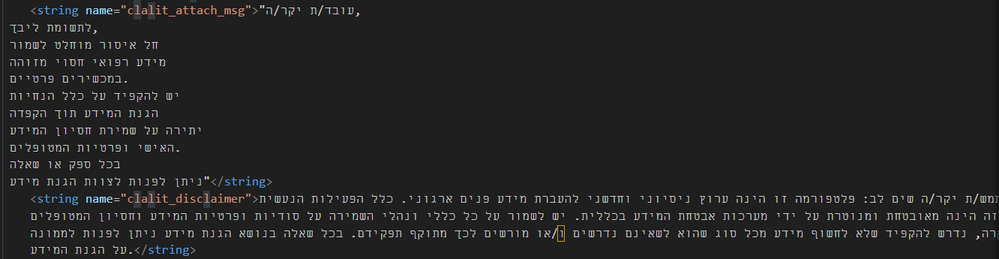 <string name="clalit_attach_msg">"עובד/ת יקר/ה,
לתשומת ליבך,
חל איסור מוחלט לשמור
מידע רפואי חסוי מזוהה
במכשירים פרטיים.
יש להקפיד על כלל הנחיות
הגנת המידע תוך הקפדה
יתירה על שמירת חסיון המידע
האישי ופרטיות המטופלים.
בכל ספק או שאלה
ניתן לפנות לצוות הגנת מידע"</string>
<string name="clalit_disclaimer">תמש/ת יקר/ה שים לב: פלטפורמה זו הינה ערוץ ניסיוני וחדשני להעברת מידע פנים ארגוני. כלל הפעילות הנעשית
זה הינה מאובטחת ומנוטרת על ידי מערכות אבטחת המידע בכללית. יש לשמור על כל כללי ונהלי השמירה על סודיות ופרטיות המידע וחסיון המטופלים
קרה, נדרש להקפיד שלא לחשוף מידע מכל סוג שהוא לשאינם נדרשים ו/או מורשים לכך מתוקף תפקידם. בכל שאלה בנושא הגנת מידע ניתן לפנות לממונה
על הגנת המידע.</string>